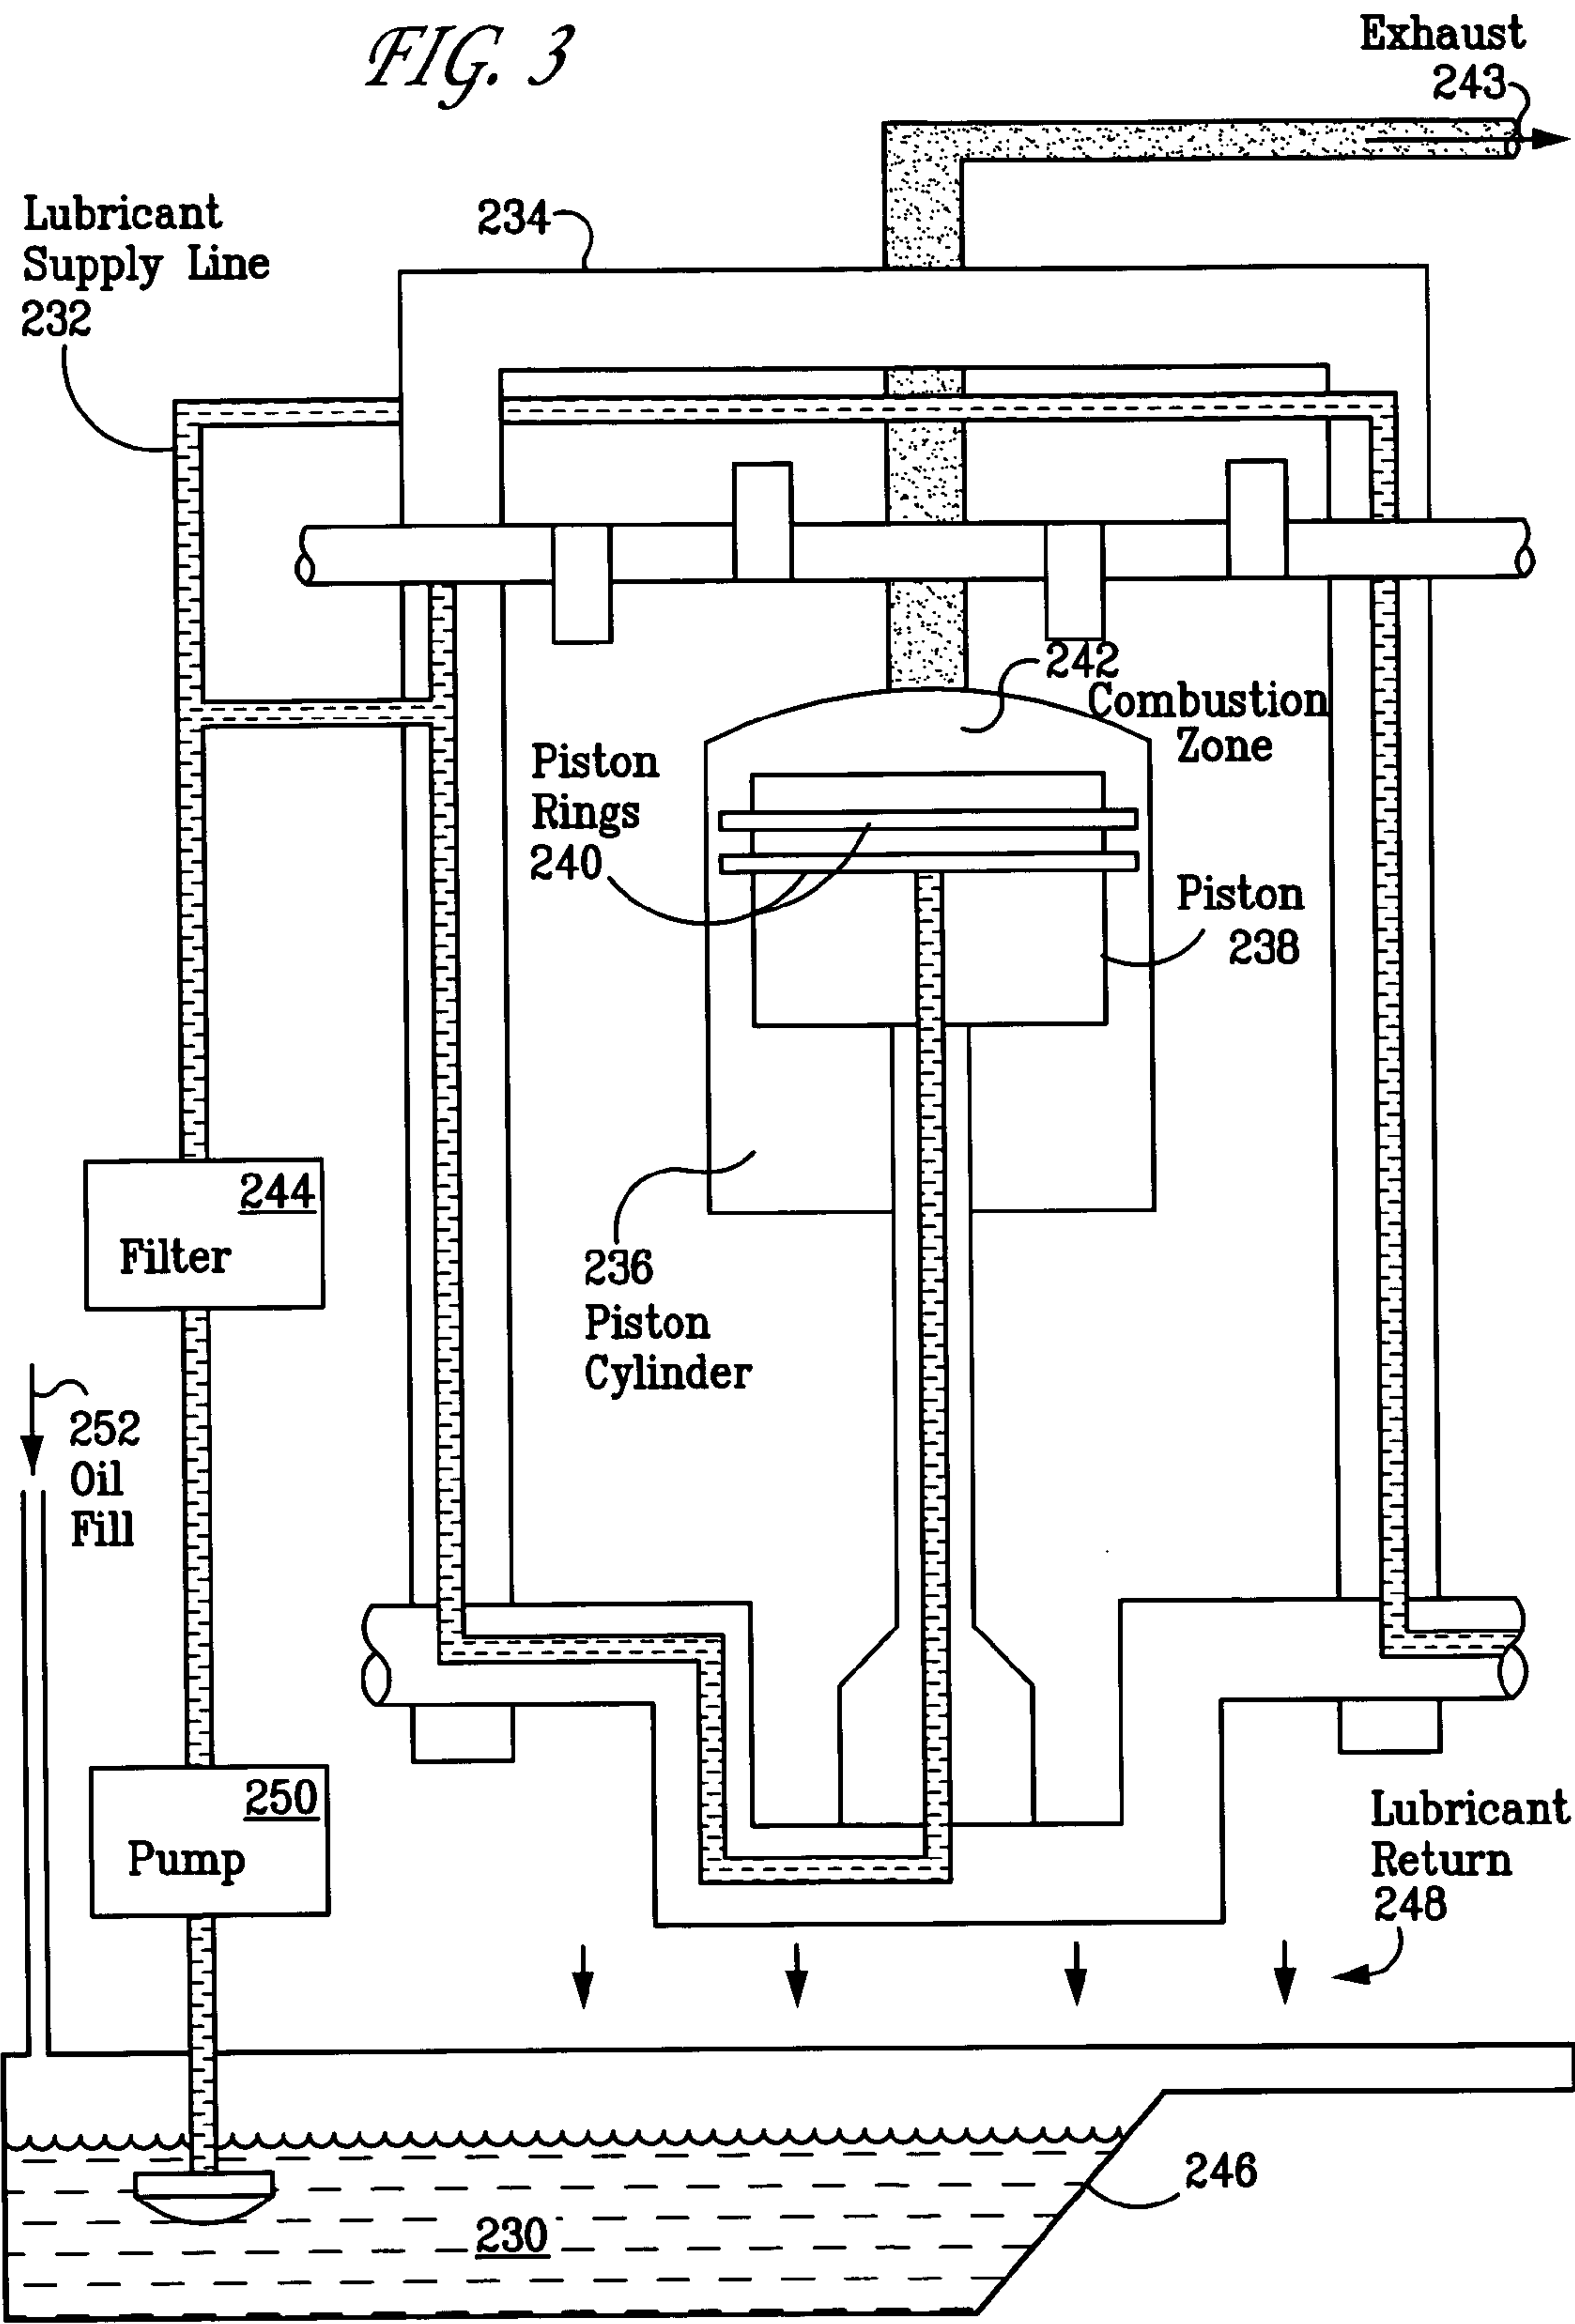 FIG. 3
Exhaust
243
Lubricant
Supply Line
232
234
242
Combustion
Zone
Piston
Rings
240
Piston
238
244
Filter
236
Piston
Cylinder
252
Oil
Fill
250
Pump
Lubricant
Return
248
246
230